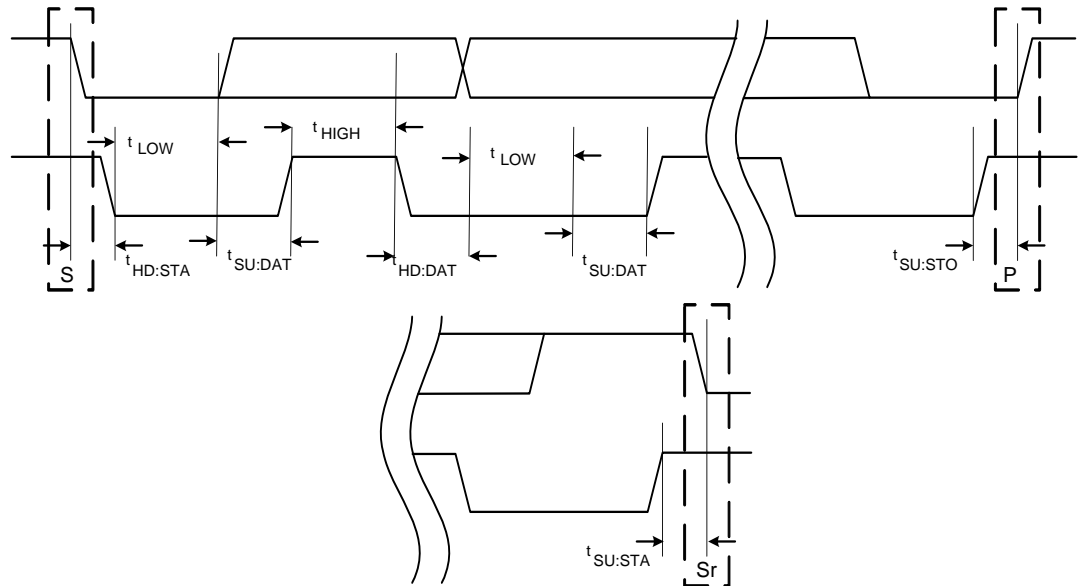 t HIGH
t LOW
t LOW
t HD:STA
t SU:DAT
t HD:DAT
t SU:DAT
t SU:STO
S
P
t SU:STA
Sr